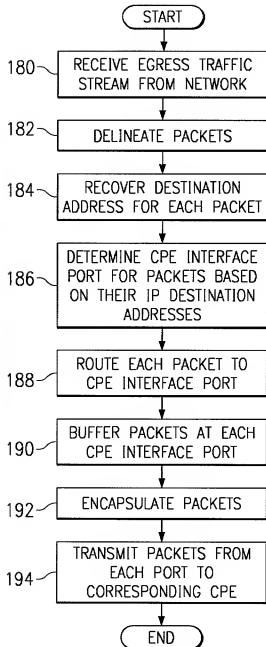 START
180
RECEIVE EGRESS TRAFFIC
STREAM FROM NETWORK
182
DELINEATE PACKETS
184
RECOVER DESTINATION
ADDRESS FOR EACH PACKET
186
DETERMINE CPE INTERFACE
PORT FOR PACKETS BASED
ON THEIR IP DESTINATION
ADDRESSES
188
ROUTE EACH PACKET TO
CPE INTERFACE PORT
190
BUFFER PACKETS AT EACH
CPE INTERFACE PORT
192
ENCAPSULATE PACKETS
194
TRANSMIT PACKETS FROM
EACH PORT TO
CORRESPONDING CPE
END